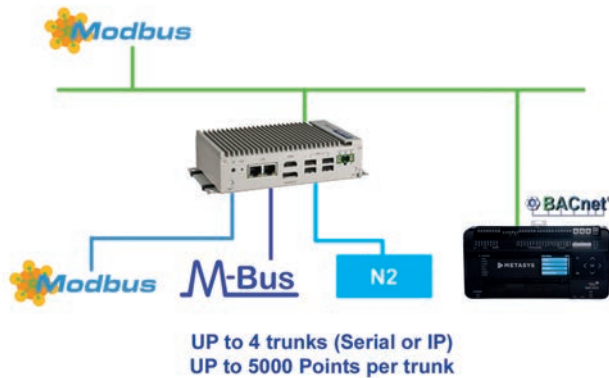 Modbus
BACnet
METASYS
Modbus
M-Bus
N2
UP to 4 trunks (Serial or IP)
UP to 5000 Points per trunk